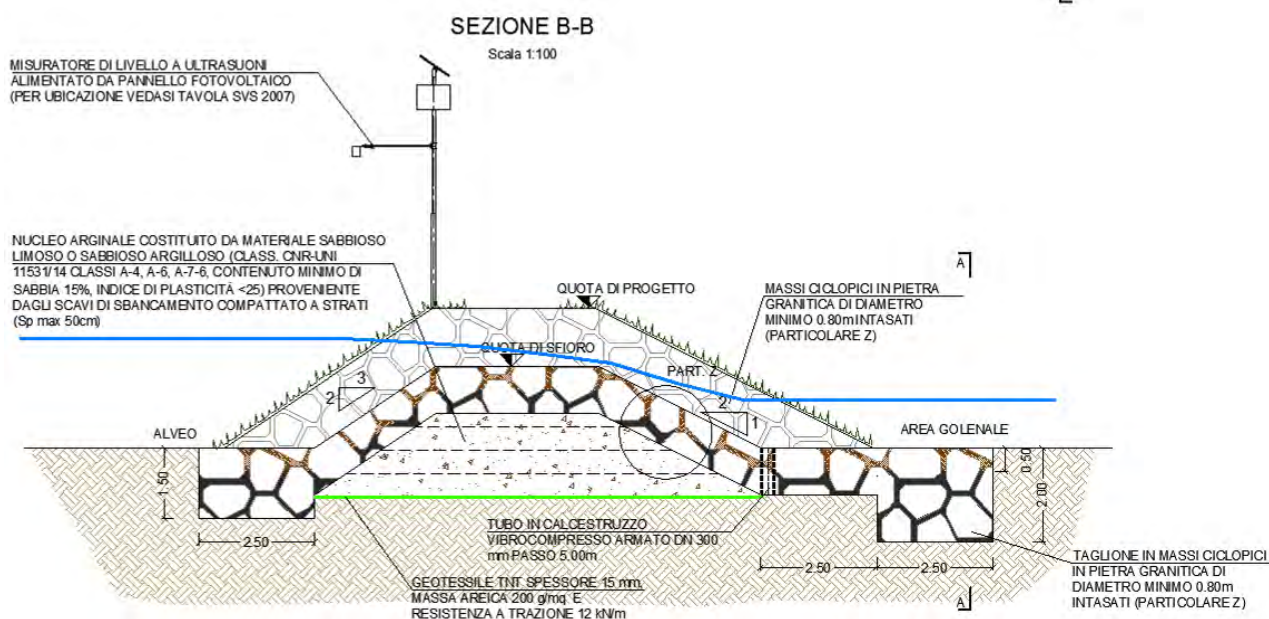 SEZIONE B-B
Scala 1:100
MISURATORE DI LIVELLO A ULTRASUONI
ALIMENTATO DA PANNELLO FOTOVOLTAICO
(PER UBICAZIONE VEDASI TAVOLA SVS 2007)
NUCLEO ARGINALE COSTITUITO DA MATERIALE SABBIOSO
LIMOSO O SABBIOSO ARGILLOSO (CLASS. CNR-UNI
11531/14 CLASSI A-4, A-6, A-7-6, CONTENUTO MINIMO DI
SABBIA 15%, INDICE DI PLASTICITÀ <25) PROVENIENTE
DAGLI SCAVI DI SBANCAMENTO COMPATTATO A STRATI
(Sp max 50cm)
QUOTA DI PROGETTO
A
MASSI CICLOPICI IN PIETRA
GRANITICA DI DIAMETRO
MINIMO 0.80m INTASATI
(PARTICOLARE Z)
QUOTA DI SFIORO
PART. Z
3
2
2
1
ALVEO
AREA GOLENALE
1.50
0.50
2.00
2.50
TUBO IN CALCESTRUZZO
VIBROCOMPRESSO ARMATO DN 300
mm PASSO 5.00m
2.50
2.50
GEOTESSILE TNT SPESSORE 15 mm,
MASSA AREICA 200 g/mq E
RESISTENZA A TRAZIONE 12 kN/m
A
TAGLIONE IN MASSI CICLOPICI
IN PIETRA GRANITICA DI
DIAMETRO MINIMO 0.80m
INTASATI (PARTICOLARE Z)